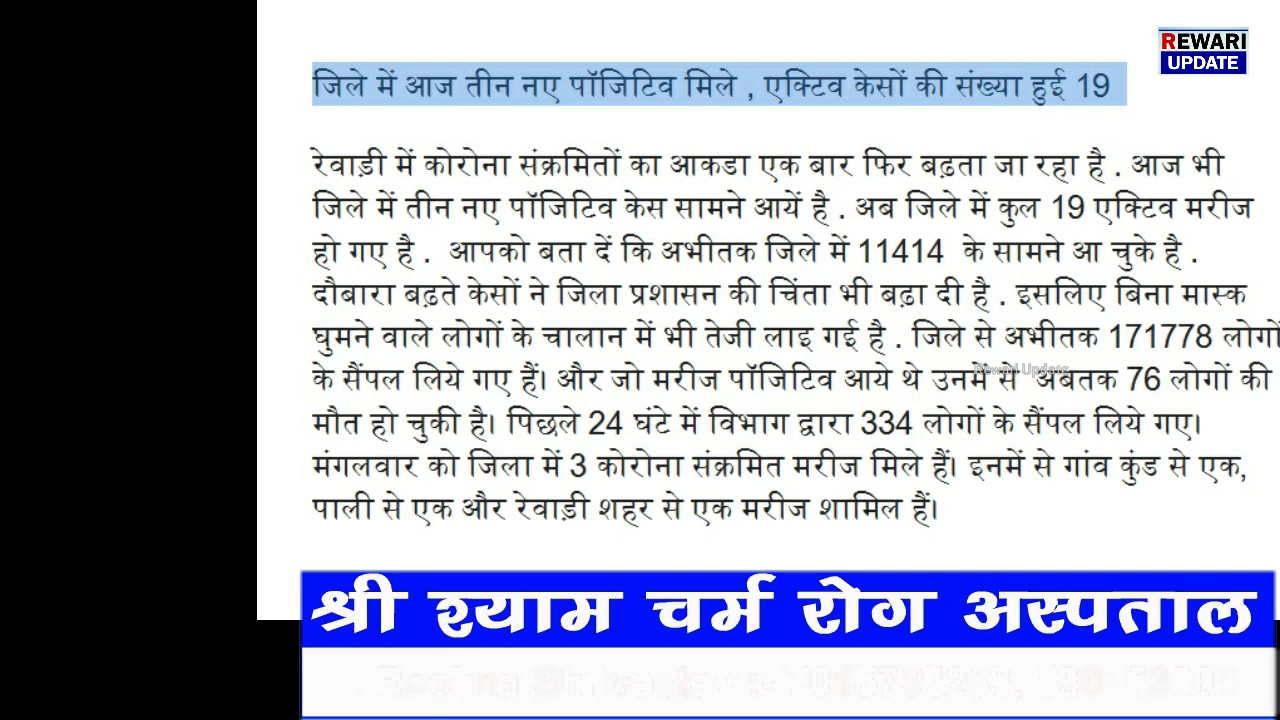 REWARI
UPDATE
जिले में आज तीन नए पॉजिटिव मिले , एक्टिव केसों की संख्या हुई 19
रेवाड़ी में कोरोना संक्रमितों का आकडा एक बार फिर बढ़ता जा रहा है . आज भी
जिले में तीन नए पॉजिटिव केस सामने आयें है . अब जिले में कुल 19 एक्टिव मरीज
हो गए है .  आपको बता दें कि अभीतक जिले में 11414  के सामने आ चुके है .
दौबारा बढ़ते केसों ने जिला प्रशासन की चिंता भी बढ़ा दी है . इसलिए बिना मास्क
घुमने वाले लोगों के चालान में भी तेजी लाइ गई है . जिले से अभीतक 171778 लोगों
के सैंपल लिये गए हैं। और जो मरीज पॉजिटिव आये थे उनमें से  अबतक 76 लोगों की
Rewari Update
मौत हो चुकी है। पिछले 24 घंटे में विभाग द्वारा 334 लोगों के सैंपल लिये गए।
मंगलवार को जिला में 3 कोरोना संक्रमित मरीज मिले हैं। इनमें से गांव कुंड से एक,
पाली से एक और रेवाड़ी शहर से एक मरीज शामिल हैं।
श्री श्याम चर्म रोग अस्पताल